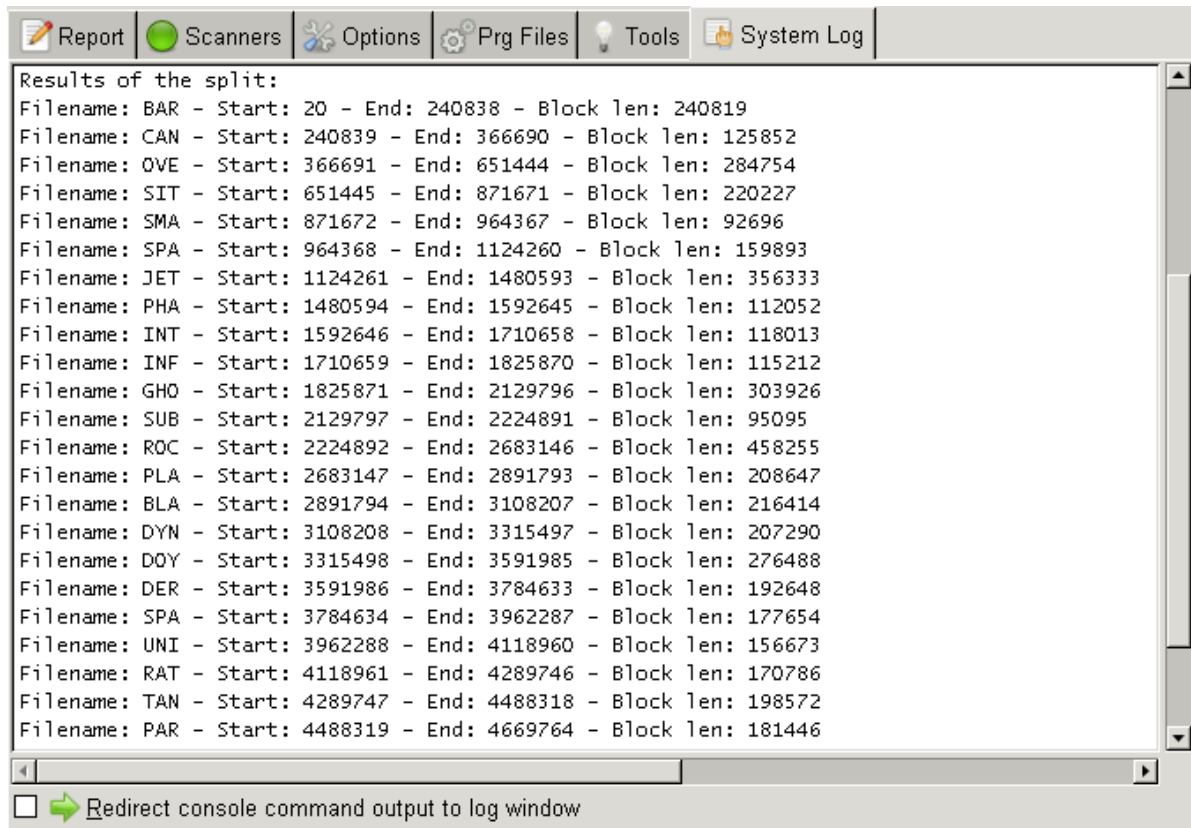 Report Scanners Options Prg Files Tools System Log
Results of the split:
Filename: BAR - Start: 20 - End: 240838 - Block len: 240819
Filename: CAN - Start: 240839 - End: 366690 - Block len: 125852
Filename: OVE - Start: 366691 - End: 651444 - Block len: 284754
Filename: SIT - Start: 651445 - End: 871671 - Block len: 220227
Filename: SMA - Start: 871672 - End: 964367 - Block len: 92696
Filename: SPA - Start: 964368 - End: 1124260 - Block len: 159893
Filename: JET - Start: 1124261 - End: 1480593 - Block len: 356333
Filename: PHA - Start: 1480594 - End: 1592645 - Block len: 112052
Filename: INT - Start: 1592646 - End: 1710658 - Block len: 118013
Filename: INF - Start: 1710659 - End: 1825870 - Block len: 115212
Filename: GHO - Start: 1825871 - End: 2129796 - Block len: 303926
Filename: SUB - Start: 2129797 - End: 2224891 - Block len: 95095
Filename: ROC - Start: 2224892 - End: 2683146 - Block len: 458255
Filename: PLA - Start: 2683147 - End: 2891793 - Block len: 208647
Filename: BLA - Start: 2891794 - End: 3108207 - Block len: 216414
Filename: DYN - Start: 3108208 - End: 3315497 - Block len: 207290
Filename: DOY - Start: 3315498 - End: 3591985 - Block len: 276488
Filename: DER - Start: 3591986 - End: 3784633 - Block len: 192648
Filename: SPA - Start: 3784634 - End: 3962287 - Block len: 177654
Filename: UNI - Start: 3962288 - End: 4118960 - Block len: 156673
Filename: RAT - Start: 4118961 - End: 4289746 - Block len: 170786
Filename: TAN - Start: 4289747 - End: 4488318 - Block len: 198572
Filename: PAR - Start: 4488319 - End: 4669764 - Block len: 181446
Redirect console command output to log window